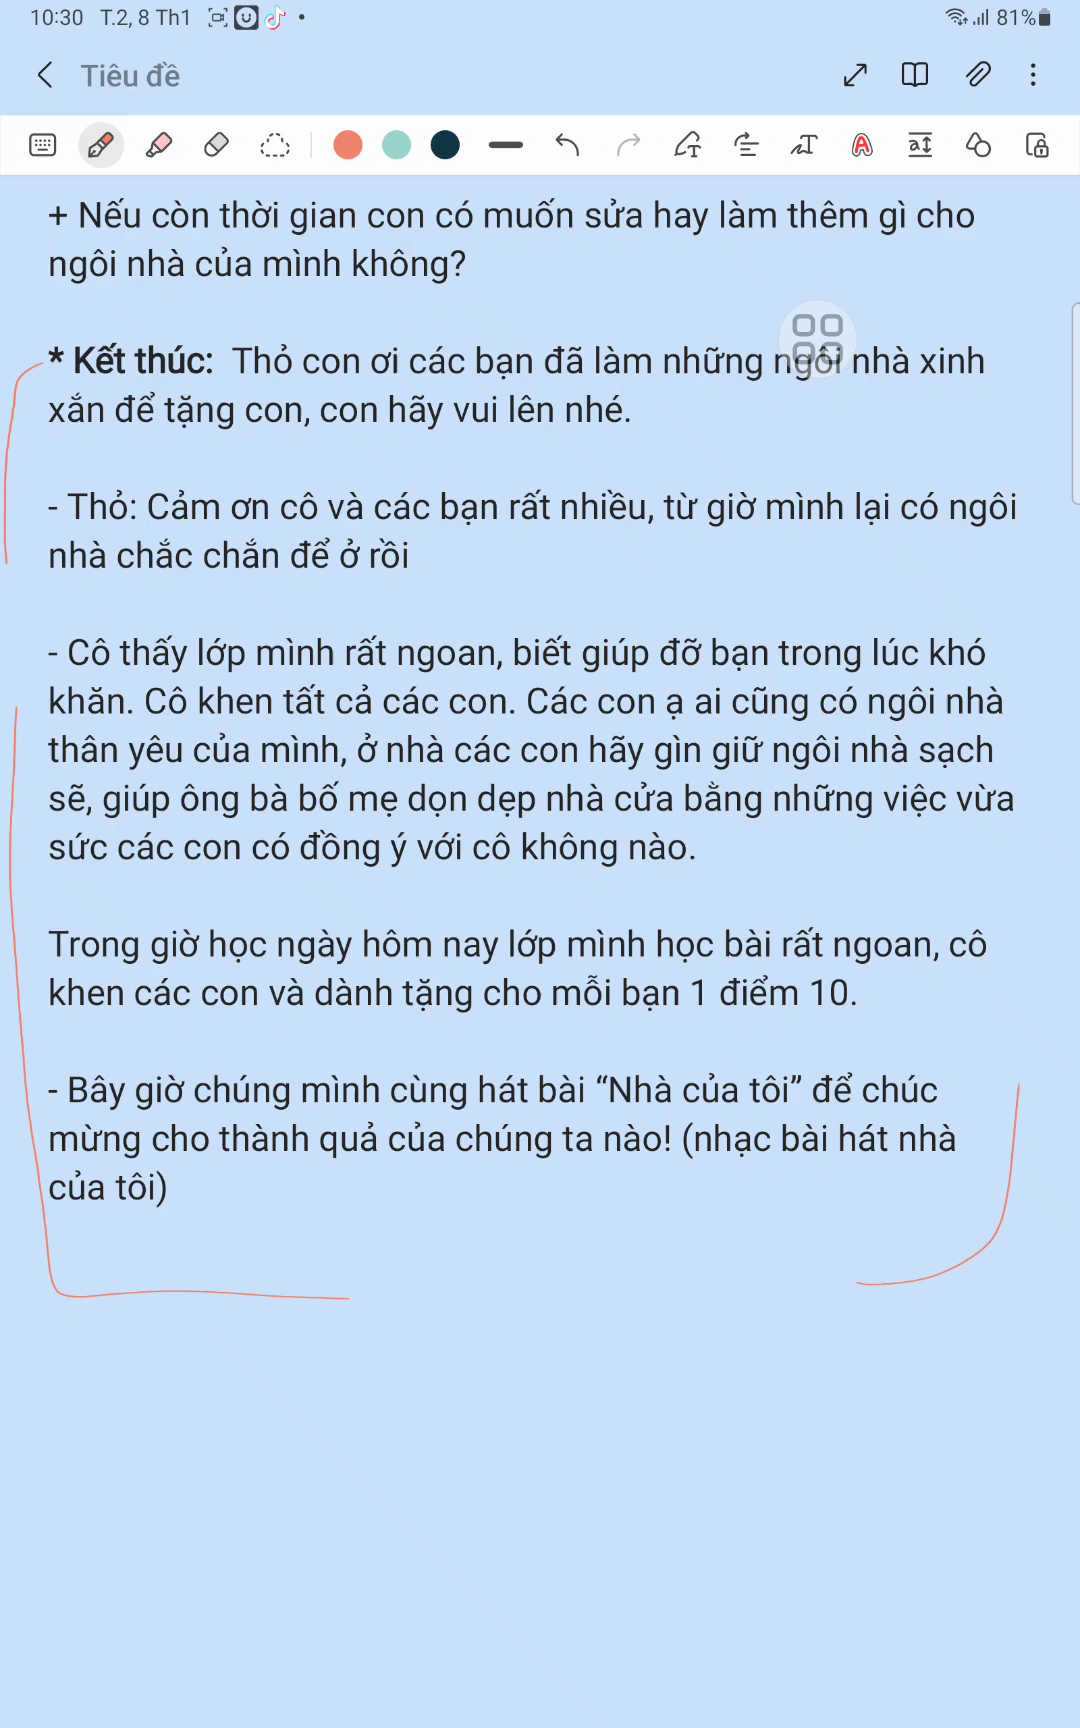 10:30 T.2, 8 Th1 81%
Tiêu đề
+ Nếu còn thời gian con có muốn sửa hay làm thêm gì cho
ngôi nhà của mình không?
* Kết thúc: Thỏ con ơi các bạn đã làm những ngôi nhà xinh
xắn để tặng con, con hãy vui lên nhé.
- Thỏ: Cảm ơn cô và các bạn rất nhiều, từ giờ mình lại có ngôi
nhà chắc chắn để ở rồi
- Cô thấy lớp mình rất ngoan, biết giúp đỡ bạn trong lúc khó
khăn. Cô khen tất cả các con. Các con ạ ai cũng có ngôi nhà
thân yêu của mình, ở nhà các con hãy gìn giữ ngôi nhà sạch
sẽ, giúp ông bà bố mẹ dọn dẹp nhà cửa bằng những việc vừa
sức các con có đồng ý với cô không nào.
Trong giờ học ngày hôm nay lớp mình học bài rất ngoan, cô
khen các con và dành tặng cho mỗi bạn 1 điểm 10.
- Bây giờ chúng mình cùng hát bài “Nhà của tôi” để chúc
mừng cho thành quả của chúng ta nào! (nhạc bài hát nhà
của tôi)